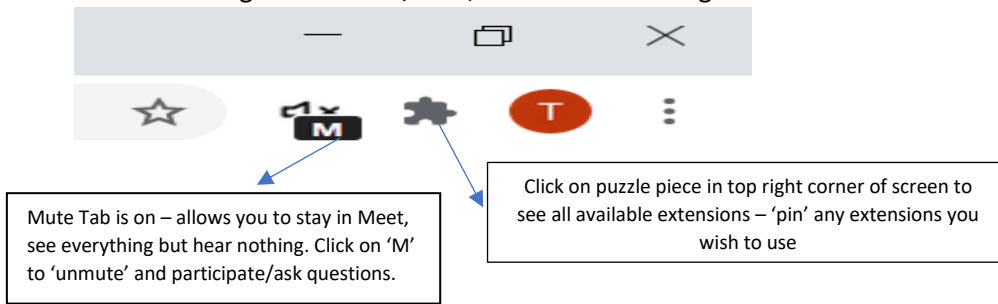 M
T
Click on puzzle piece in top right corner of screen to
see all available extensions – ‘pin’ any extensions you
wish to use
Mute Tab is on – allows you to stay in Meet,
see everything but hear nothing. Click on ‘M’
to ‘unmute’ and participate/ask questions.